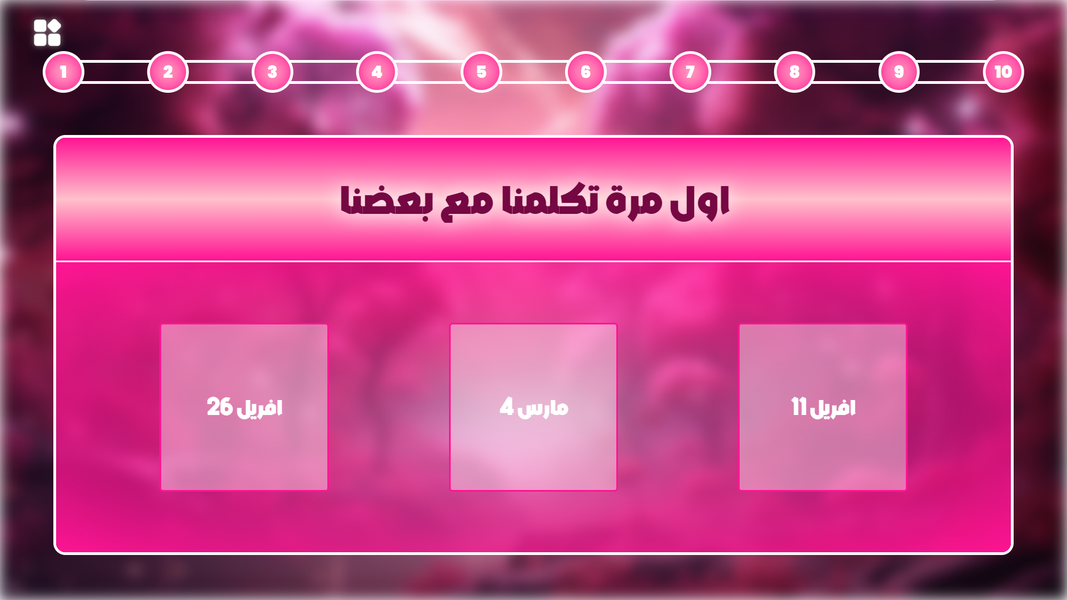 1 2 3 4 5 6 7 8 9 10
اول مرة تكلمنا مع بعضنا
افريل 11
مارس 4
افريل 26